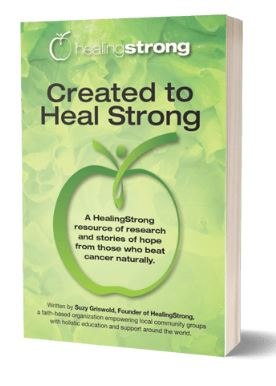 healingstrong
Created to
Heal Strong
A HealingStrong
resource of research
and stories of hope
from those who beat
cancer naturally.
Written by Suzy Griswold, Founder of HealingStrong,
a faith-based organization empowering local community groups
with holistic education and support around the world.